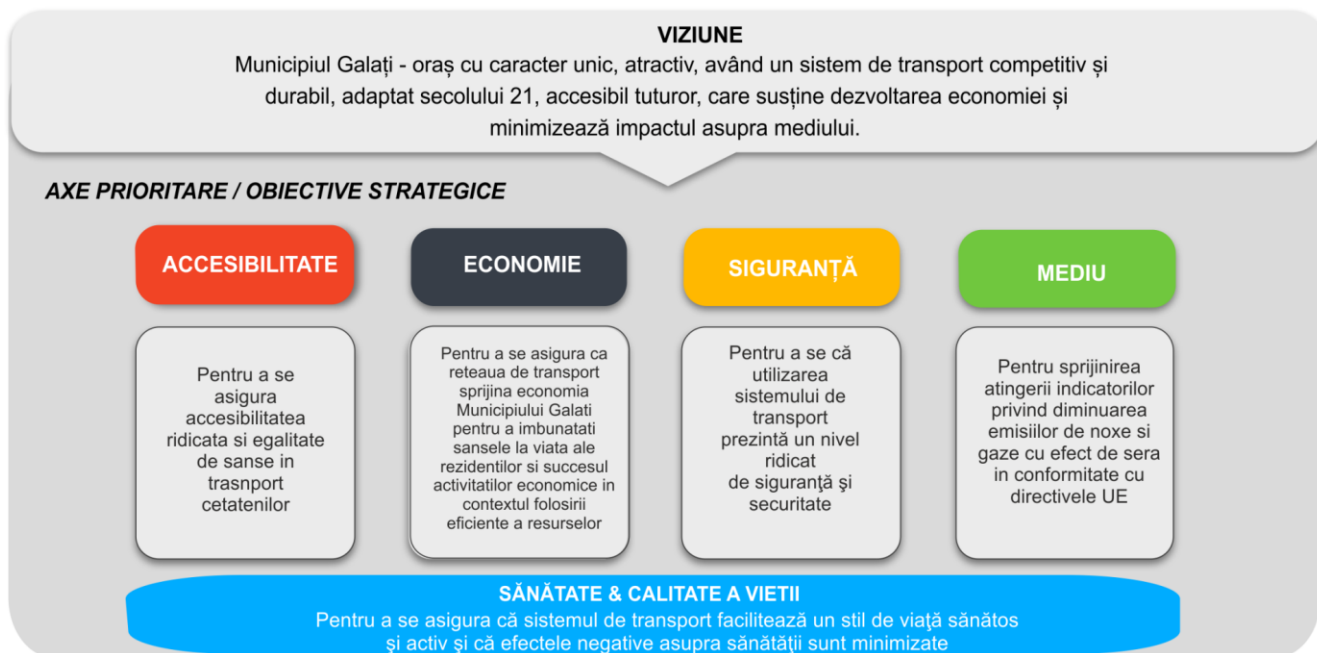 VIZIUNE
Municipiul Galați - oraș cu caracter unic, atractiv, având un sistem de transport competitiv și
durabil, adaptat secolului 21, accesibil tuturor, care susține dezvoltarea economiei și
minimizează impactul asupra mediului.
AXE PRIORITARE / OBIECTIVE STRATEGICE
ACCESIBILITATE
Pentru a se
asigura
accesibilitatea
ridicata si egalitate
de sanse in
trasnport
cetatenilor
ECONOMIE
Pentru a se asigura ca
reteaua de transport
sprijina economia
Municipiului Galati
pentru a imbunatati
sansele la viata ale
rezidentilor si succesul
activitatilor economice in
contextul folosirii
eficiente a resurselor
SIGURANȚĂ
Pentru a se că
utilizarea
sistemului de
transport
prezintă un nivel
ridicat
de siguranţă şi
securitate
MEDIU
Pentru sprijinirea
atingerii indicatorilor
privind diminuarea
emisiilor de noxe si
gaze cu efect de sera
in conformitate cu
directivele UE
SĂNĂTATE & CALITATE A VIETII
Pentru a se asigura că sistemul de transport facilitează un stil de viaţă sănătos
şi activ şi că efectele negative asupra sănătăţii sunt minimizate